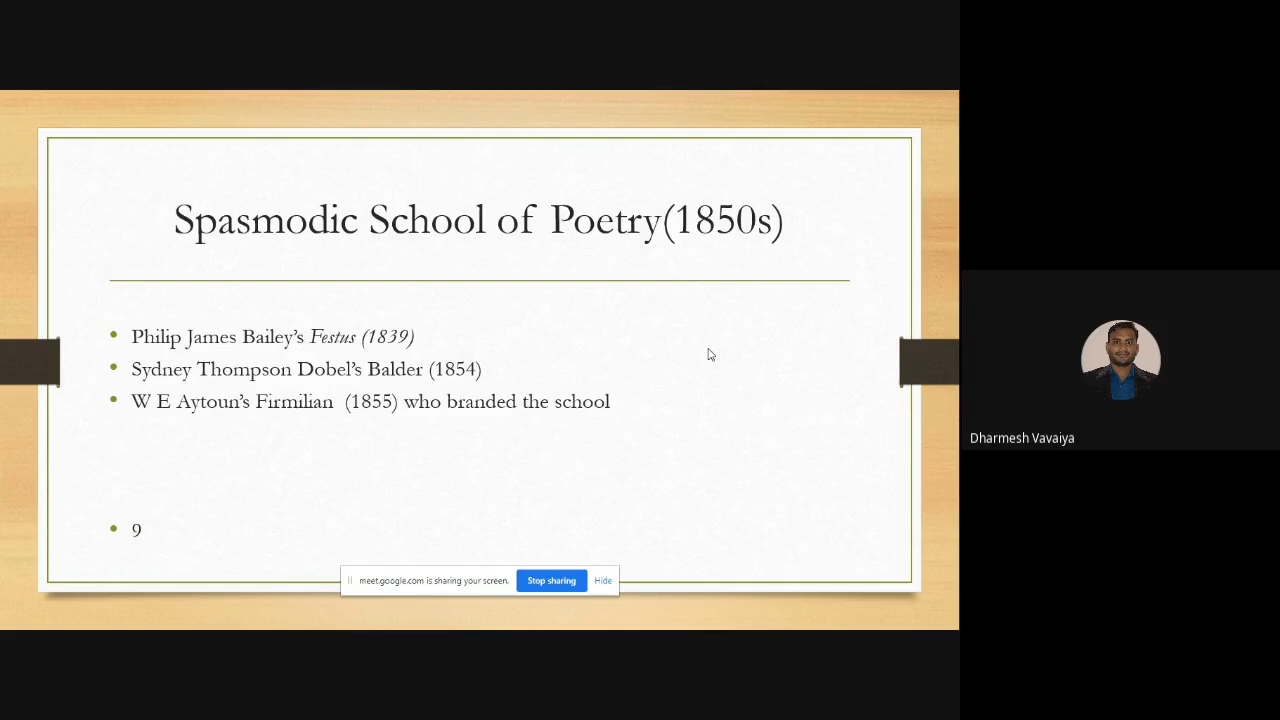 Spasmodic School of Poetry(1850s)
Philip James Bailey's Festus (1839)
Sydney Thompson Dobel's Balder (1854)
W E Aytoun's Firmilian (1855) who branded the school
9
meet.google.com is sharing your screen. Stop sharing Hide
Dharmesh Vavaiya